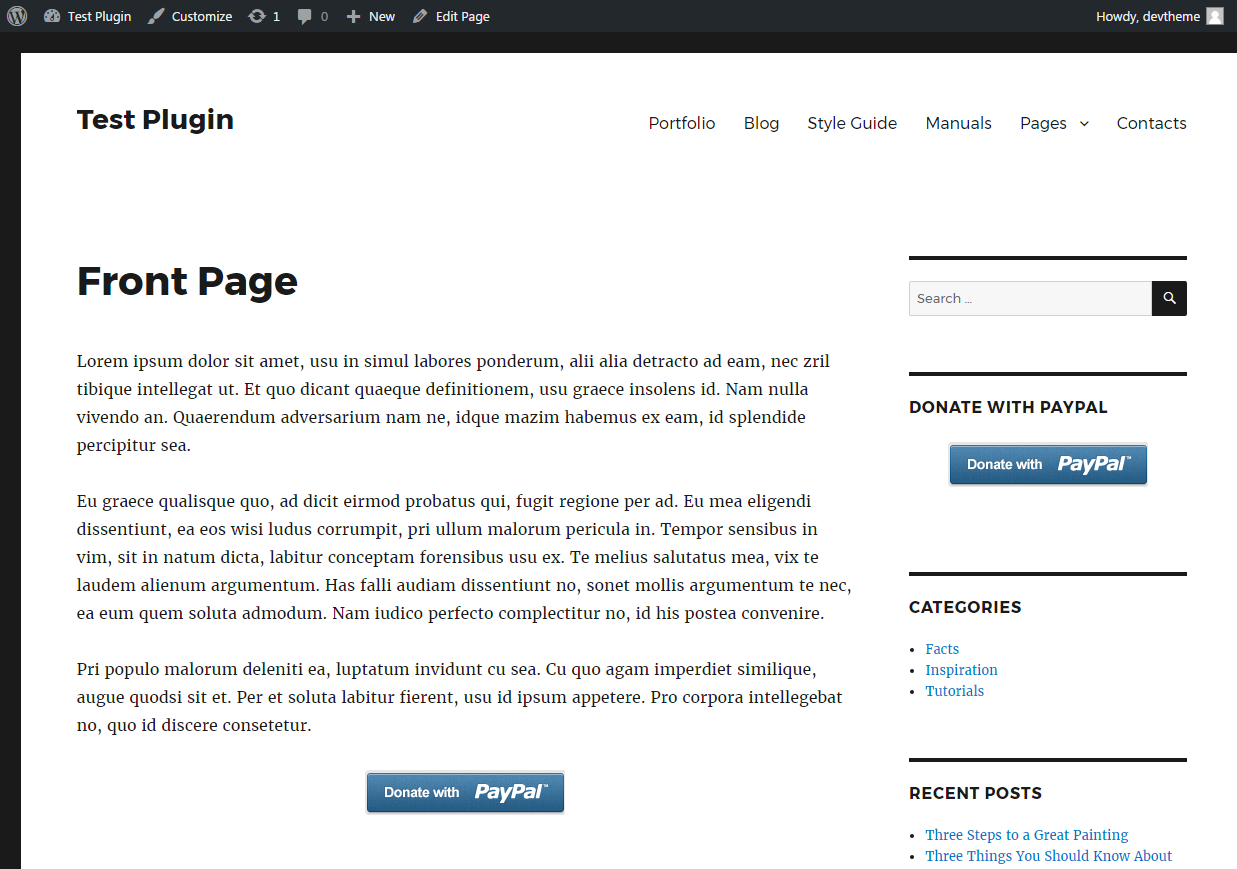 Test Plugin Customize 1 0 New Edit Page Howdy, devtheme
Test Plugin
Portfolio Blog Style Guide Manuals Pages Contacts
Front Page
Lorem ipsum dolor sit amet, usu in simul labores ponderum, alii alia detracto ad eam, nec zril
tibique intellegat ut. Et quo dicant quaeque definitionem, usu graece insolens id. Nam nulla
vivendo an. Quaerendum adversarium nam ne, idque mazim habemus ex eam, id splendide
percipitur sea.
Eu graece qualisque quo, ad dicit eirmod probatus qui, fugit regione per ad. Eu mea eligendi
dissentiunt, ea eos wisi ludus corrumpit, pri ullum malorum pericula in. Tempor sensibus in
vim, sit in natum dicta, labitur conceptam forensibus usu ex. Te melius salutatus mea, vix te
laudem alienum argumentum. Has falli audiam dissentiunt no, sonet mollis argumentum te nec,
ea eum quem soluta admodum. Nam iudico perfecto complectitur no, id his postea convenire.
Pri populo malorum deleniti ea, luptatum invidunt cu sea. Cu quo agam imperdiet similique,
augue quodsi sit et. Per et soluta labitur fierent, usu id ipsum appetere. Pro corpora intellegebat
no, quo id discere consetetur.
Donate with PayPal™
Search …
DONATE WITH PAYPAL
Donate with PayPal™
CATEGORIES
Facts
Inspiration
Tutorials
RECENT POSTS
Three Steps to a Great Painting
Three Things You Should Know About